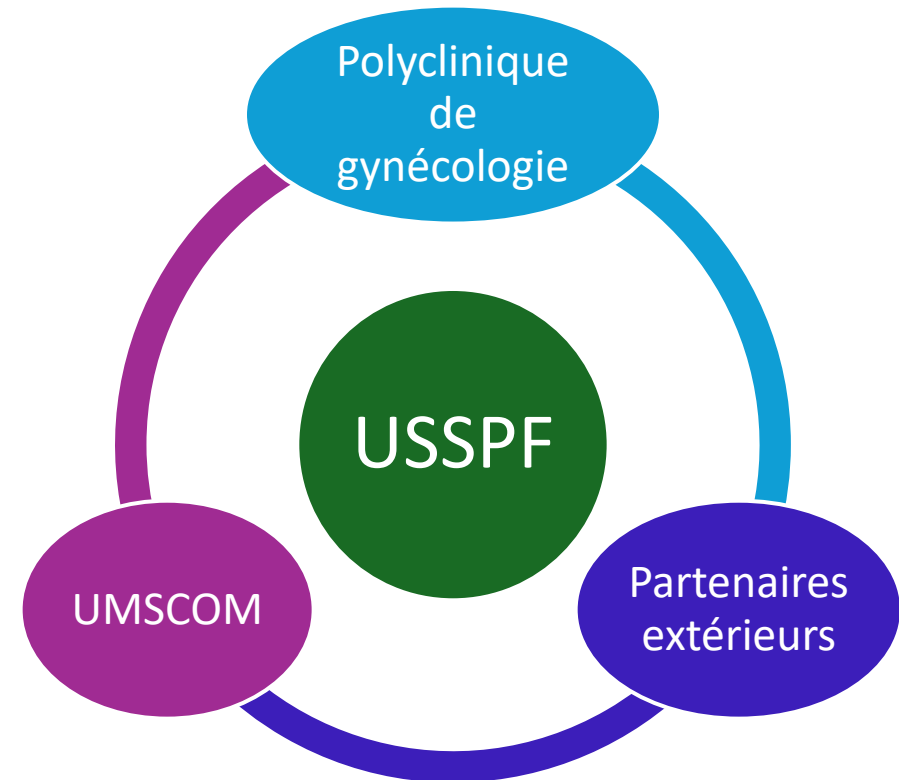 Polyclinique
de
gynécologie
USSPF
UMSCOM
Partenaires
extérieurs